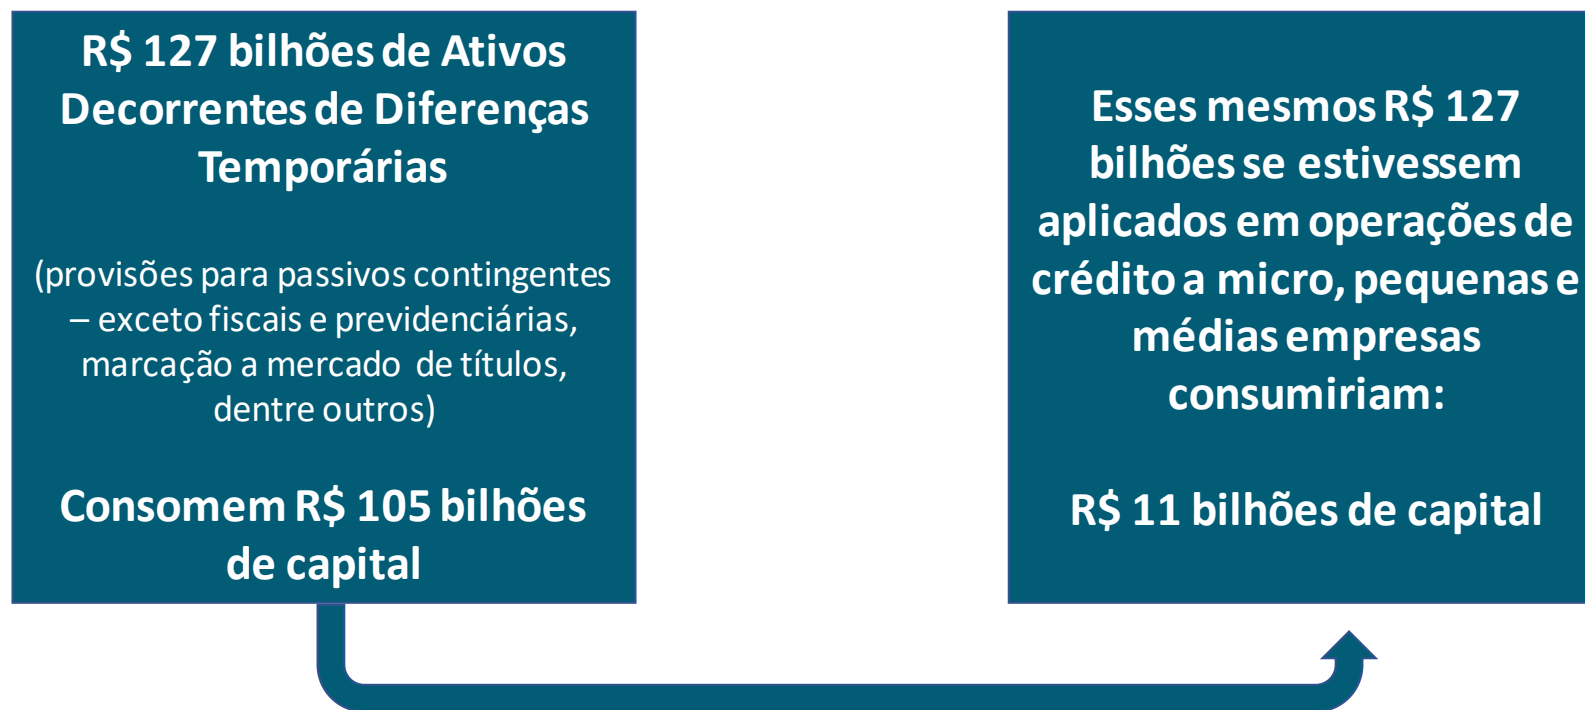 R$ 127 bilhões de Ativos
Decorrentes de Diferenças
Temporárias
(provisões para passivos contingentes
– exceto fiscais e previdenciárias,
marcação a mercado de títulos,
dentre outros)
Consomem R$ 105 bilhões
de capital
Esses mesmos R$ 127
bilhões se estivessem
aplicados em operações de
crédito a micro, pequenas e
médias empresas
consumiriam:
R$ 11 bilhões de capital